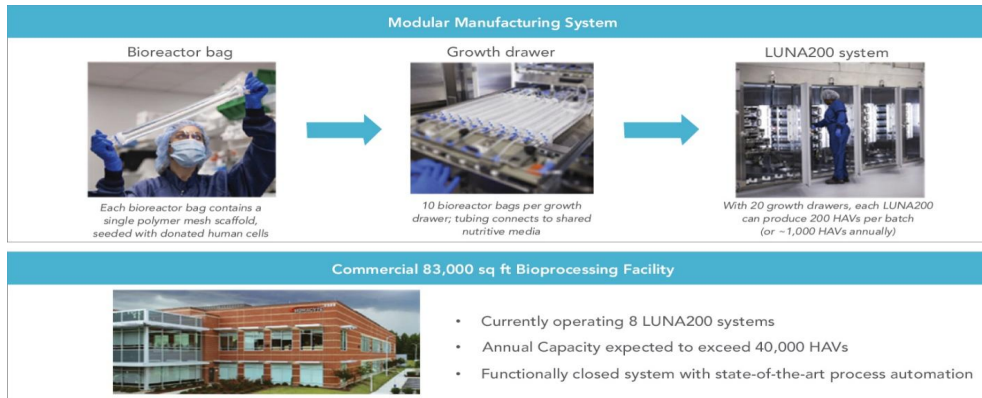 Modular Manufacturing System
Bioreactor bag
Growth drawer
LUNA200 system
Each bioreactor bag contains a
single polymer mesh scaffold,
seeded with donated human cells
10 bioreactor bags per growth
drawer; tubing connects to shared
nutritive media
With 20 growth drawers, each LUNA200
can produce 200 HAVs per batch
(or ~1,000 HAVs annually)
Commercial 83,000 sq ft Bioprocessing Facility
• Currently operating 8 LUNA200 systems
• Annual Capacity expected to exceed 40,000 HAVs
• Functionally closed system with state-of-the-art process automation